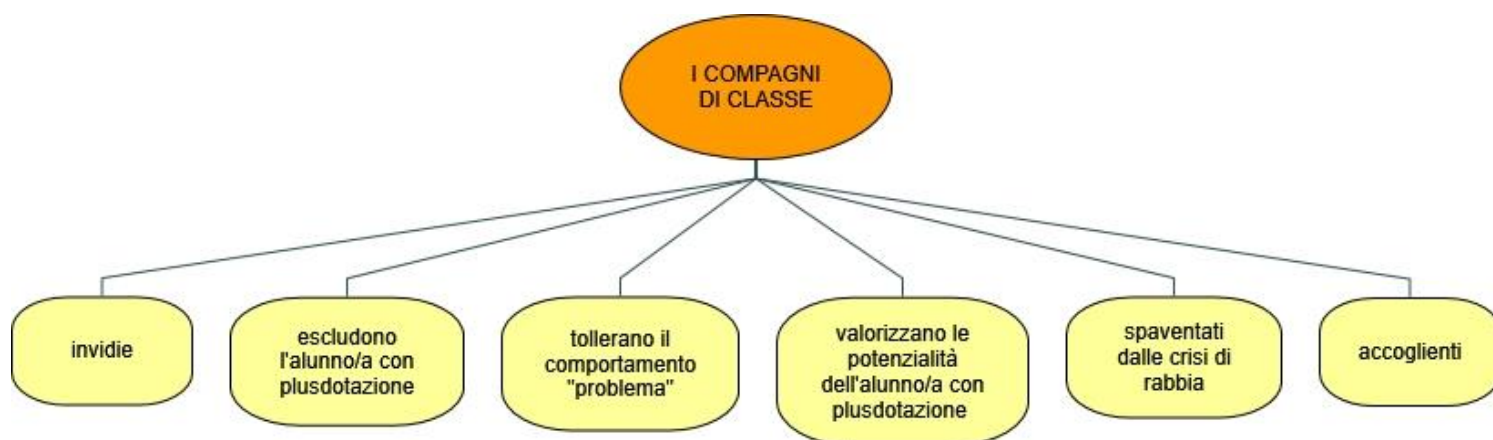 I COMPAGNI
DI CLASSE
invidie
escludono
l'alunno/a con
plusdotazione
tollerano il
comportamento
"problema"
valorizzano le
potenzialità
dell'alunno/a con
plusdotazione
spaventati
dalle crisi di
rabbia
accoglienti